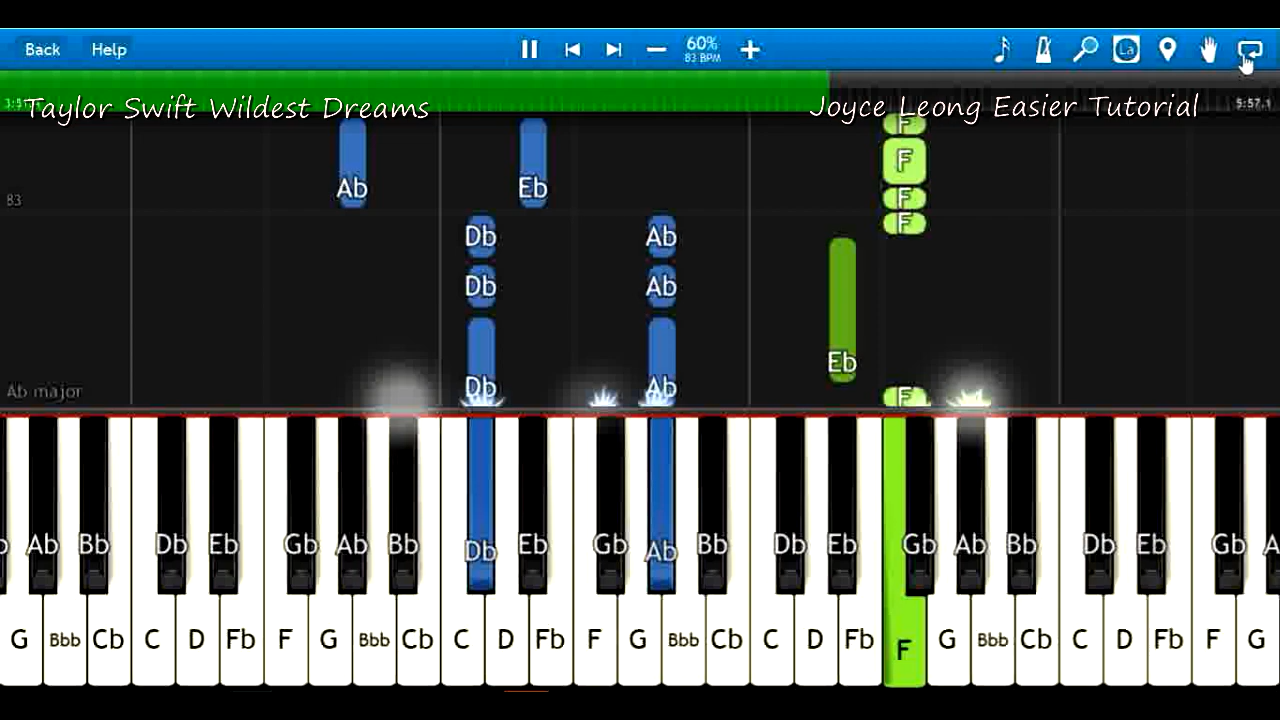 Back Help 60% La
83 BPM
5:57.1
Taylor Swift Wildest Dreams Joyce Leong Easier Tutorial
F
F
Ab Eb
83 F
F
Db Ab
Db Ab
Eb
Db Ab
Ab major F
Ab Bb Db Eb Gb Ab Bb Db Eb Gb Ab Bb Db Eb Gb Ab Bb Db Eb Gb
G Bbb Cb C D Fb F G Bbb Cb C D Fb F G Bbb Cb C D Fb F G Bbb Cb C D Fb F G